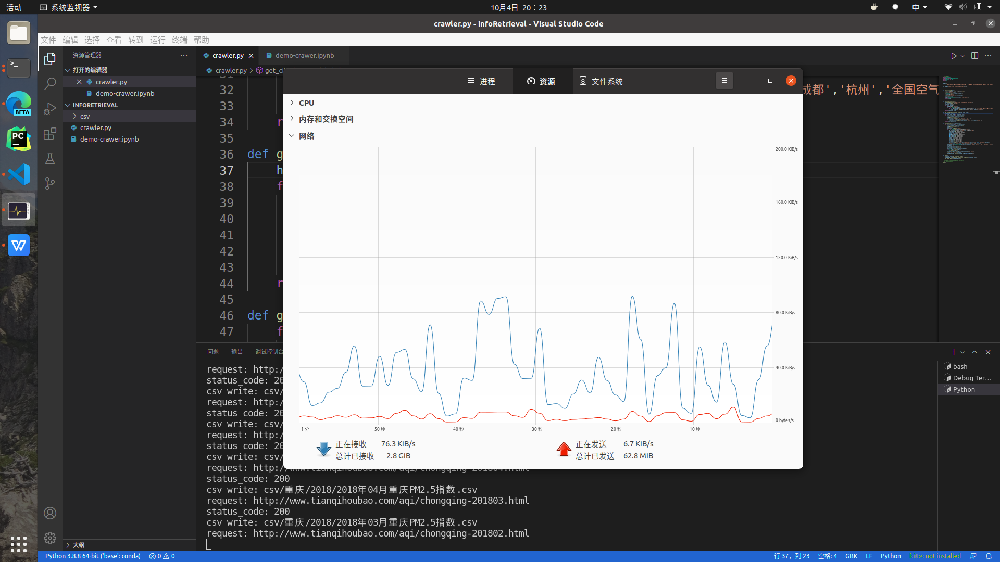 活动
系统监视器
10月4日 20：23
中
crawler.py - infoRetrieval - Visual Studio Code
文件 编辑 选择 查看 转到 运行 终端 帮助
资源管理器
打开的编辑器
crawler.py
demo-crawer.ipynb
INFORETRIEVAL
csv
crawler.py
demo-crawer.ipynb
大纲
BETA
PC
crawler.py
demo-crawer.ipynb
crawler.py > get_ci
32
33
34 r
35
36 def g
37 h
38 f
39
40
41
42
43
44 r
45
46 def g
47 f
成都','杭州','全国空气
进程
资源
文件系统
CPU
内存和交换空间
网络
200.0 KiB/s
160.0 KiB/s
120.0 KiB/s
80.0 KiB/s
40.0 KiB/s
0 bytes/s
1 分 50 秒 40 秒 30 秒 20 秒 10 秒
正在接收 76.3 KiB/s
总计已接收 2.8 GiB
正在发送 6.7 KiB/s
总计已发送 62.8 MiB
问题 输出 调试控制台
request: http:/
status_code: 20
csv write: csv/
request: http:/
status_code: 20
csv write: csv/
request: http:/
status_code: 20
csv write: csv/
request: http://www.tianqihoubao.com/aqi/chongqing-201804.html
status_code: 200
csv write: csv/重庆/2018/2018年04月重庆PM2.5指数.csv
request: http://www.tianqihoubao.com/aqi/chongqing-201803.html
status_code: 200
csv write: csv/重庆/2018/2018年03月重庆PM2.5指数.csv
request: http://www.tianqihoubao.com/aqi/chongqing-201802.html
bash
Debug Ter...
Python
Python 3.8.8 64-bit ('base': conda)
0 0
行 37，列 23
空格: 4
GBK
LF
Python
kite: not installed